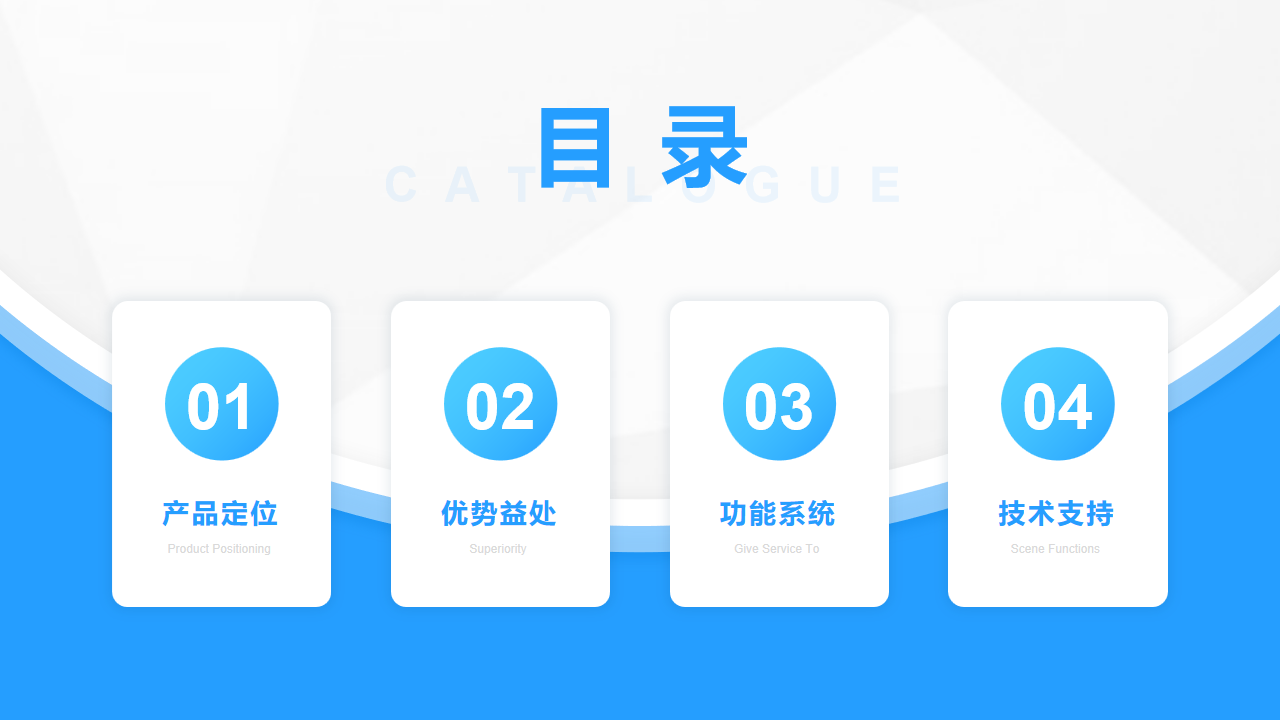 目录
CATALOGUE
01
产品定位
Product Positioning
02
优势益处
Superiority
03
功能系统
Give Service To
04
技术支持
Scene Functions